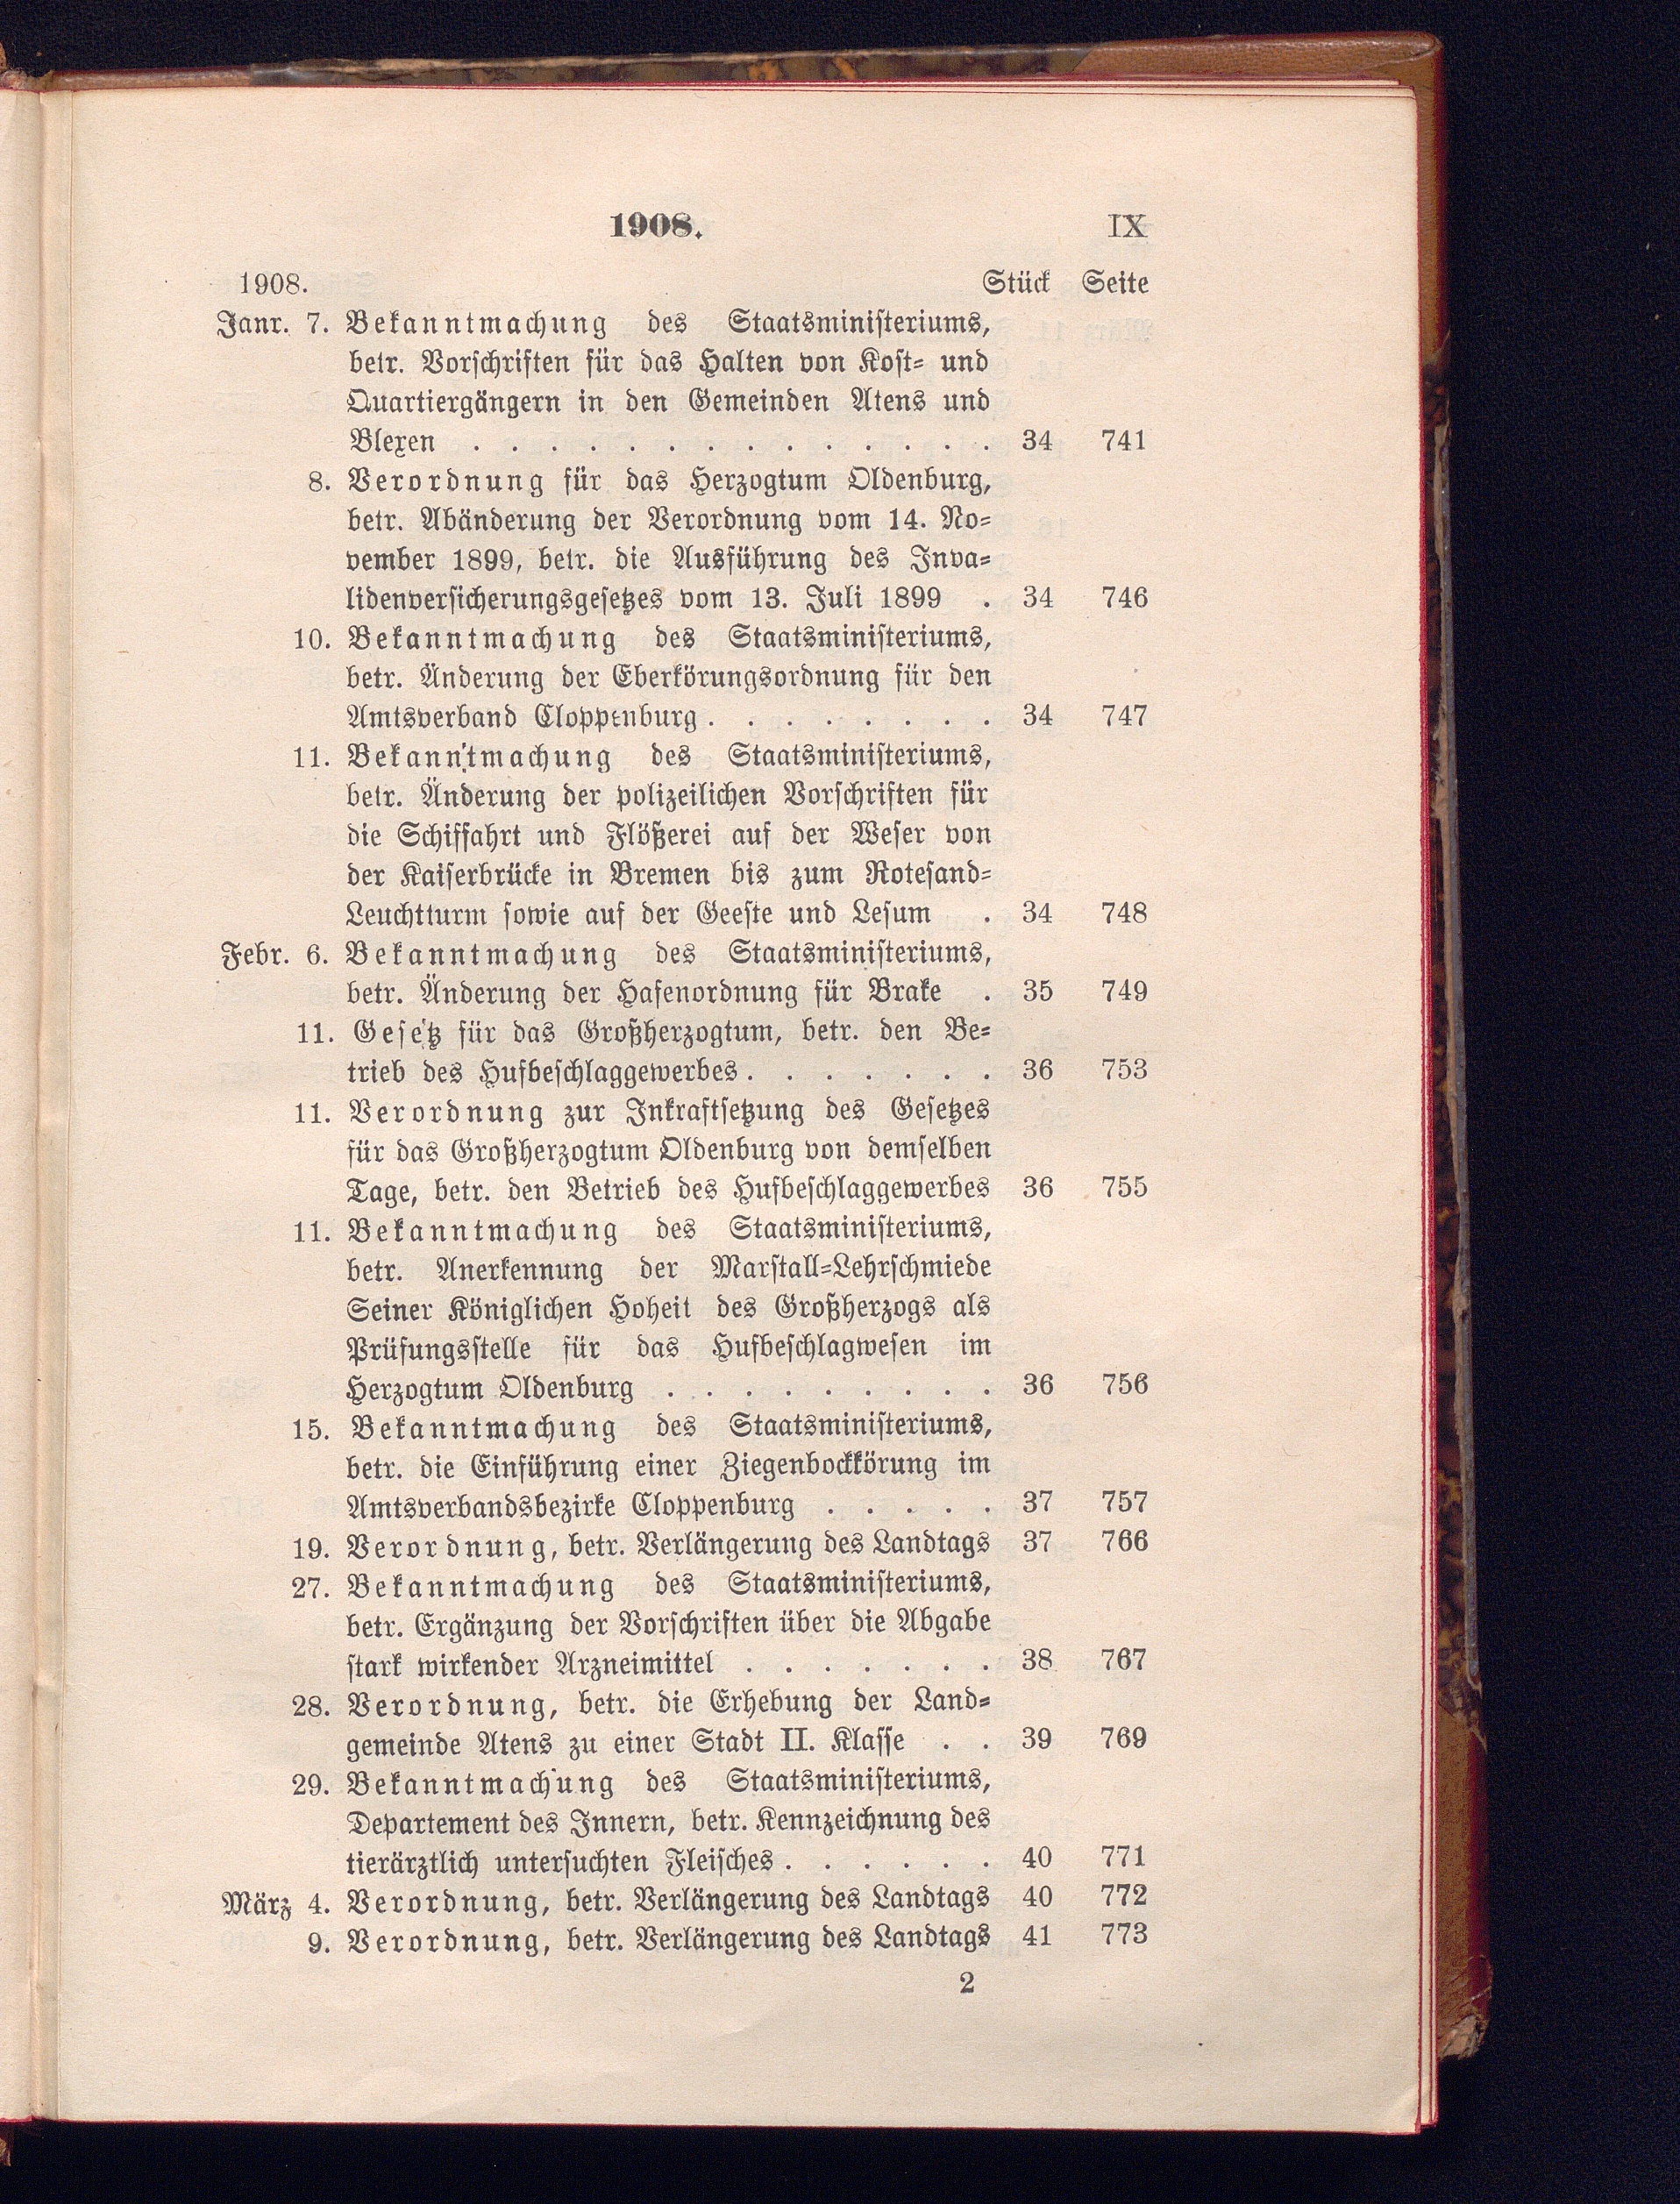 1908. IX
1908. Stück Seite
Janr. 7. Bekanntmachung des Staatsministeriums,
betr. Vorschriften für das Halten von Kost- und
Quartiergängern in den Gemeinden Atens und
Blexen . . . . . . . . . . . . . . 34 741
8. Verordnung für das Herzogtum Oldenburg,
betr. Abänderung der Verordnung vom 14. No-
vember 1899, betr. die Ausführung des Inva-
lidenversicherungsgesetzes vom 13. Juli 1899 . 34 746
10. Bekanntmachung des Staatsministeriums,
betr. Änderung der Eberkörungsordnung für den
Amtsverband Cloppenburg . . . . . . . . 34 747
11. Bekanntmachung des Staatsministeriums,
betr. Änderung der polizeilichen Vorschriften für
die Schiffahrt und Flößerei auf der Weser von
der Kaiserbrücke in Bremen bis zum Rotesand-
Leuchtturm sowie auf der Geeste und Lesum . 34 748
Febr. 6. Bekanntmachung des Staatsministeriums,
betr. Änderung der Hafenordnung für Brake . 35 749
11. Gesetz für das Großherzogtum, betr. den Be-
trieb des Hufbeschlaggewerbes . . . . . . . 36 753
11. Verordnung zur Inkraftsetzung des Gesetzes
für das Großherzogtum Oldenburg von demselben
Tage, betr. den Betrieb des Hufbeschlaggewerbes 36 755
11. Bekanntmachung des Staatsministeriums,
betr. Anerkennung der Marstall-Lehrschmiede
Seiner Königlichen Hoheit des Großherzogs als
Prüfungsstelle für das Hufbeschlagwesen im
Herzogtum Oldenburg . . . . . . . . . 36 756
15. Bekanntmachung des Staatsministeriums,
betr. die Einführung einer Ziegenbockkörung im
Amtsverbandsbezirke Cloppenburg . . . . . 37 757
19. Verordnung, betr. Verlängerung des Landtags 37 766
27. Bekanntmachung des Staatsministeriums,
betr. Ergänzung der Vorschriften über die Abgabe
stark wirkender Arzneimittel . . . . . . . 38 767
28. Verordnung, betr. die Erhebung der Land-
gemeinde Atens zu einer Stadt II. Klasse . . 39 769
29. Bekanntmachung des Staatsministeriums,
Departement des Innern, betr. Kennzeichnung des
tierärztlich untersuchten Fleisches . . . . . . 40 771
März 4. Verordnung, betr. Verlängerung des Landtags 40 772
9. Verordnung, betr. Verlängerung des Landtags 41 773
2